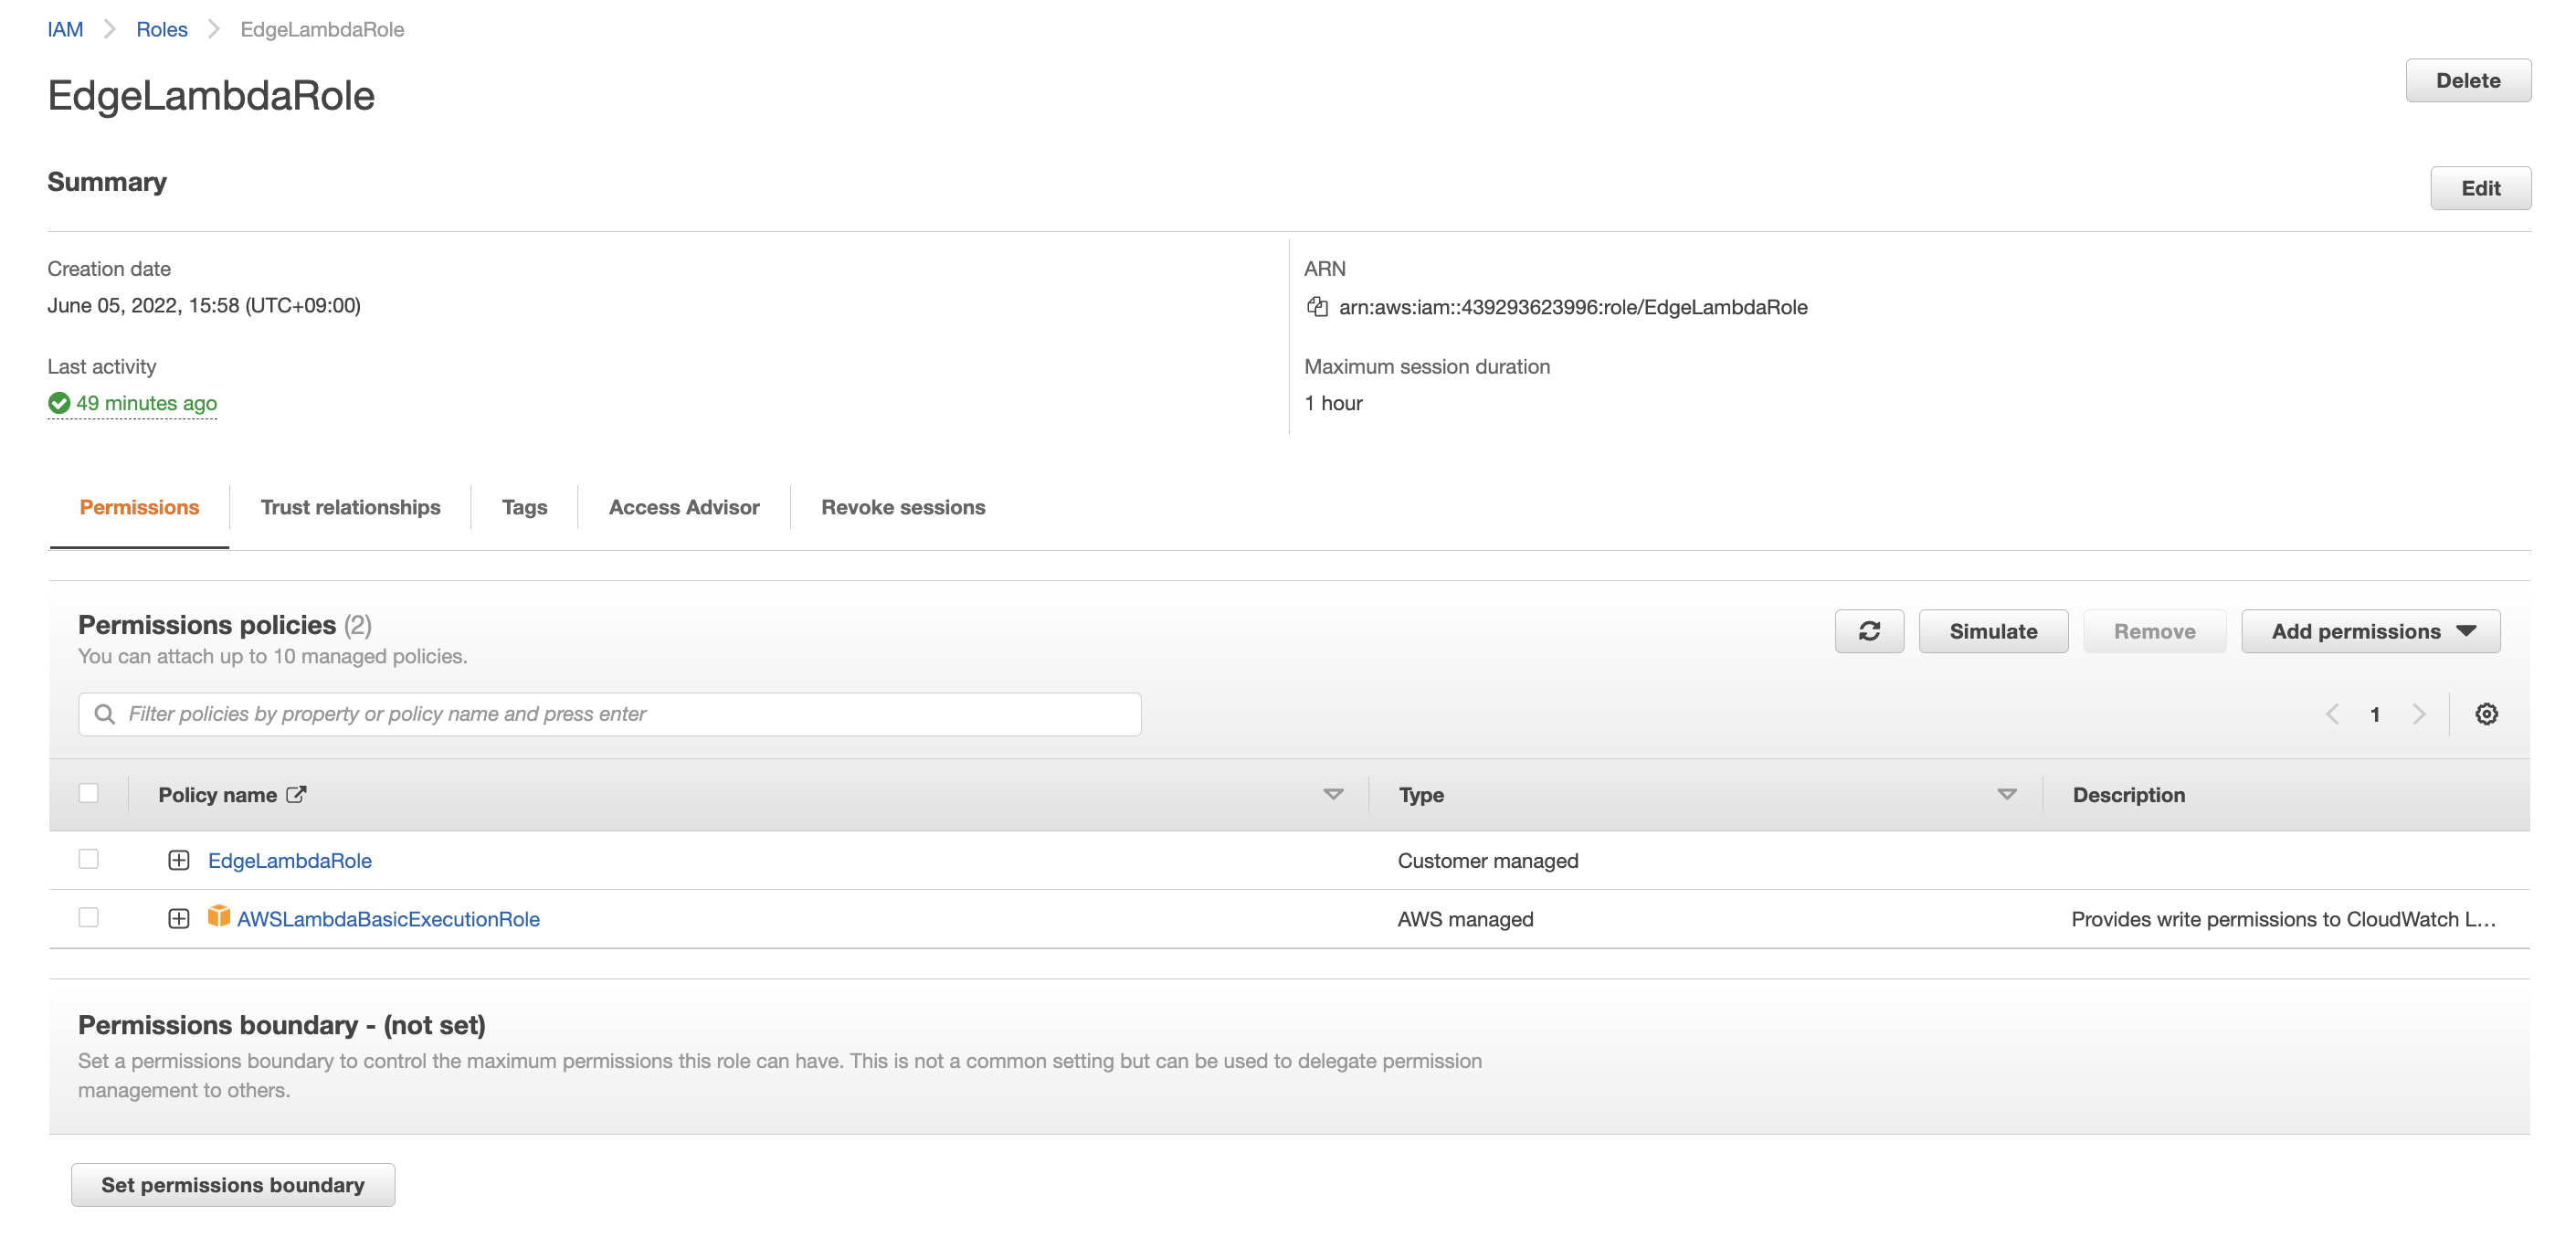 IAM > Roles > EdgeLambdaRole
EdgeLambdaRole
Delete
Summary
Edit
Creation date
June 05, 2022, 15:58 (UTC+09:00)
ARN
arn:aws:iam::439293623996:role/EdgeLambdaRole
Last activity
49 minutes ago
Maximum session duration
1 hour
Permissions Trust relationships Tags Access Advisor Revoke sessions
Permissions policies (2)
You can attach up to 10 managed policies.
Simulate Remove Add permissions
Filter policies by property or policy name and press enter
1
Policy name Type Description
EdgeLambdaRole Customer managed
AWSLambdaBasicExecutionRole AWS managed Provides write permissions to CloudWatch L...
Permissions boundary - (not set)
Set a permissions boundary to control the maximum permissions this role can have. This is not a common setting but can be used to delegate permission
management to others.
Set permissions boundary